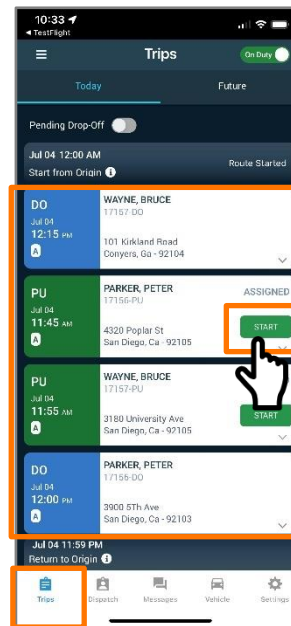 10:33
◄ TestFlight
Trips
On Duty
Today
Future
Pending Drop-Off
Jul 04 12:00 AM
Start from Origin
Route Started
DO
Jul 04
12:15 PM
A
WAYNE, BRUCE
17157-DO
101 Kirkland Road
Conyers, Ga - 92104
PU
Jul 04
11:45 AM
A
PARKER, PETER
17156-PU
ASSIGNED
4320 Poplar St
San Diego, Ca - 92105
START
PU
Jul 04
11:55 AM
A
WAYNE, BRUCE
17157-PU
3180 University Ave
San Diego, Ca - 92105
START
DO
Jul 04
12:00 PM
A
PARKER, PETER
17156-DO
3900 5Th Ave
San Diego, Ca - 92103
Jul 04 11:59 PM
Return to Origin
Trips
Dispatch
Messages
Vehicle
Settings